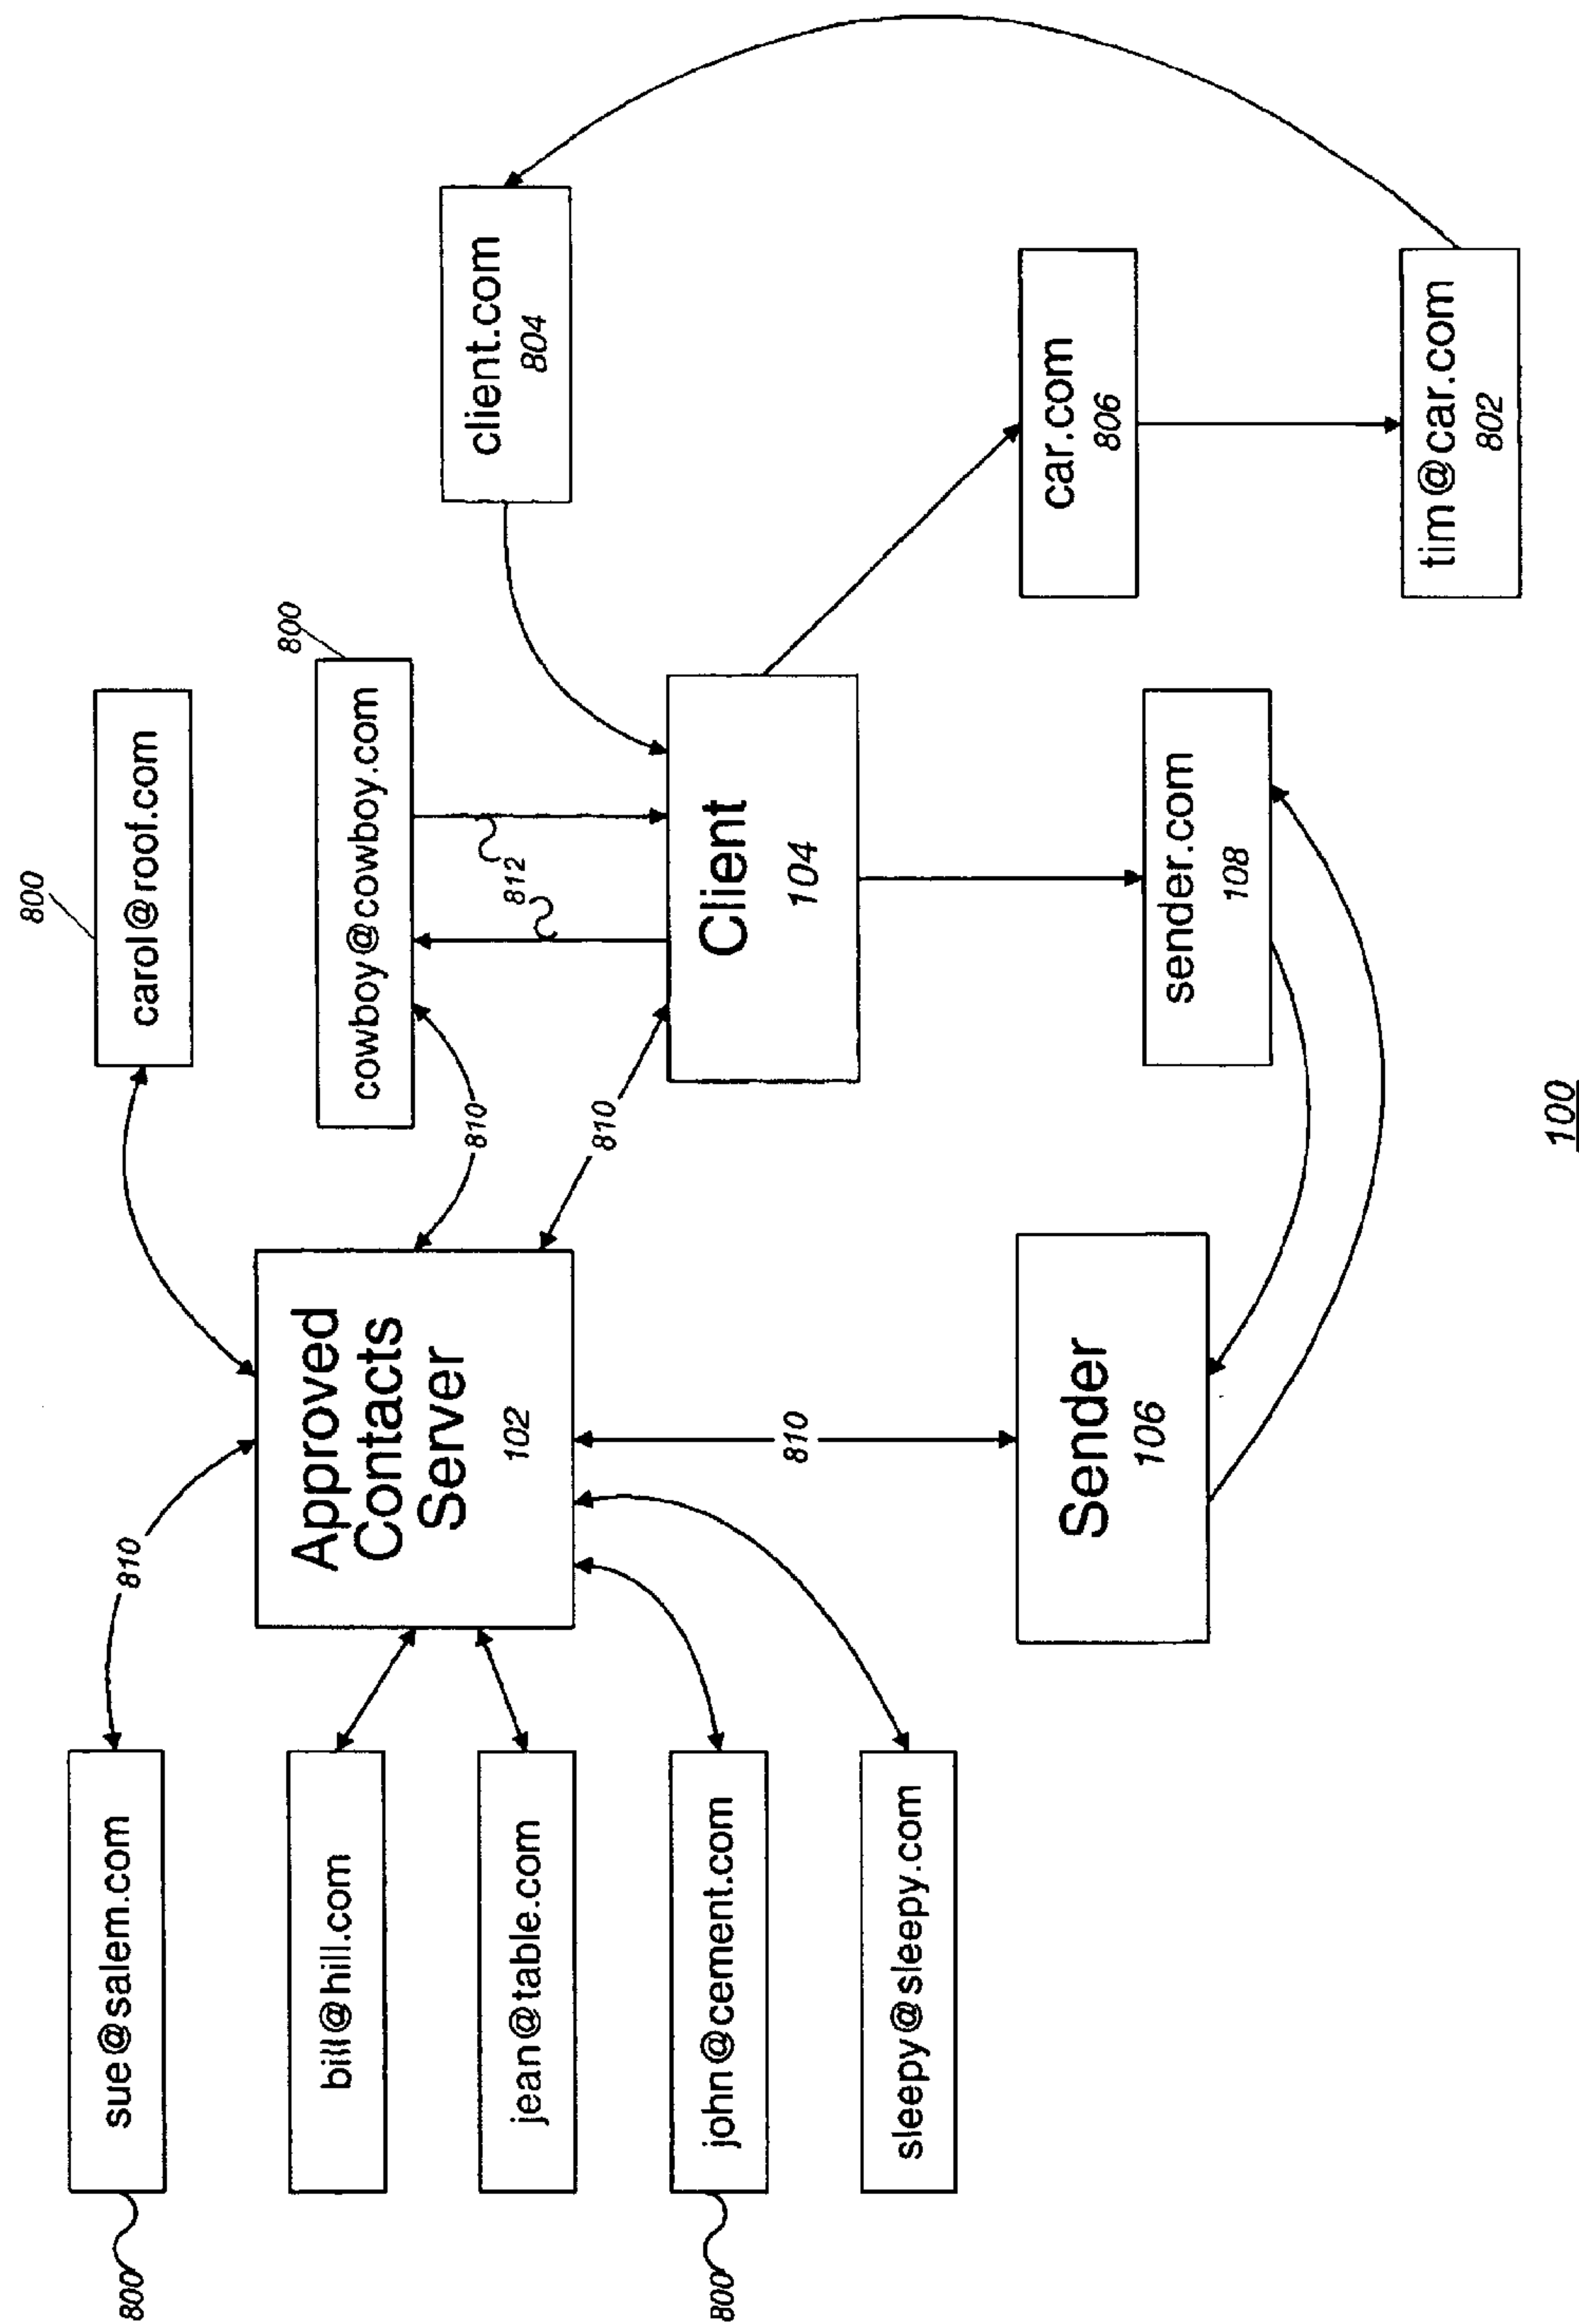 800
sue@salem.com
810
800
carol@roof.com
bill@hill.com
Approved
Contacts
Server
102
810
cowboy@cowboy.com
800
jean@table.com
810
812
client.com
804
800
john@cement.com
Client
104
sleepy@sleepy.com
810
Sender
106
sender.com
108
car.com
806
tim@car.com
802
100